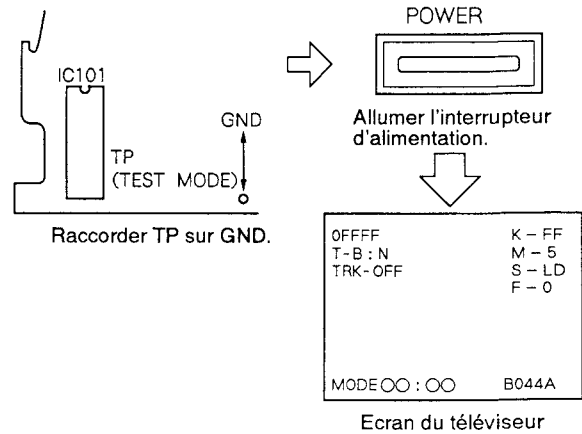 IC101
GND
TP
(TEST MODE)
Raccorder TP sur GND.
POWER
Allumer l'interrupteur
d'alimentation.
0FFFF
T-B : N
TRK-OFF
K – FF
M – 5
S – LD
F – 0
MODE○○ : ○○
B044A
Ecran du téléviseur